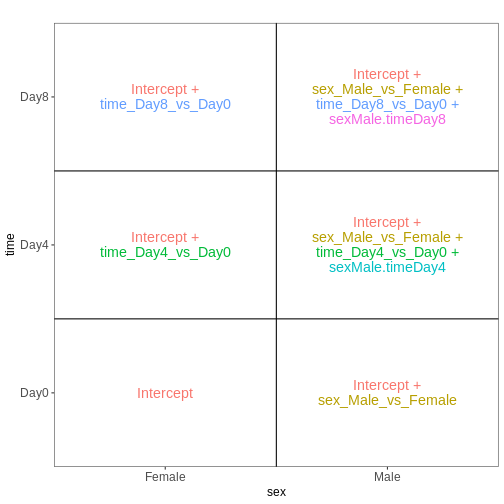 Day8
Intercept +
time_Day8_vs_Day0
Intercept +
sex_Male_vs_Female +
time_Day8_vs_Day0 +
sexMale.timeDay8
time
Day4
Intercept +
time_Day4_vs_Day0
Intercept +
sex_Male_vs_Female +
time_Day4_vs_Day0 +
sexMale.timeDay4
Day0
Intercept
Intercept +
sex_Male_vs_Female
Female
Male
sex